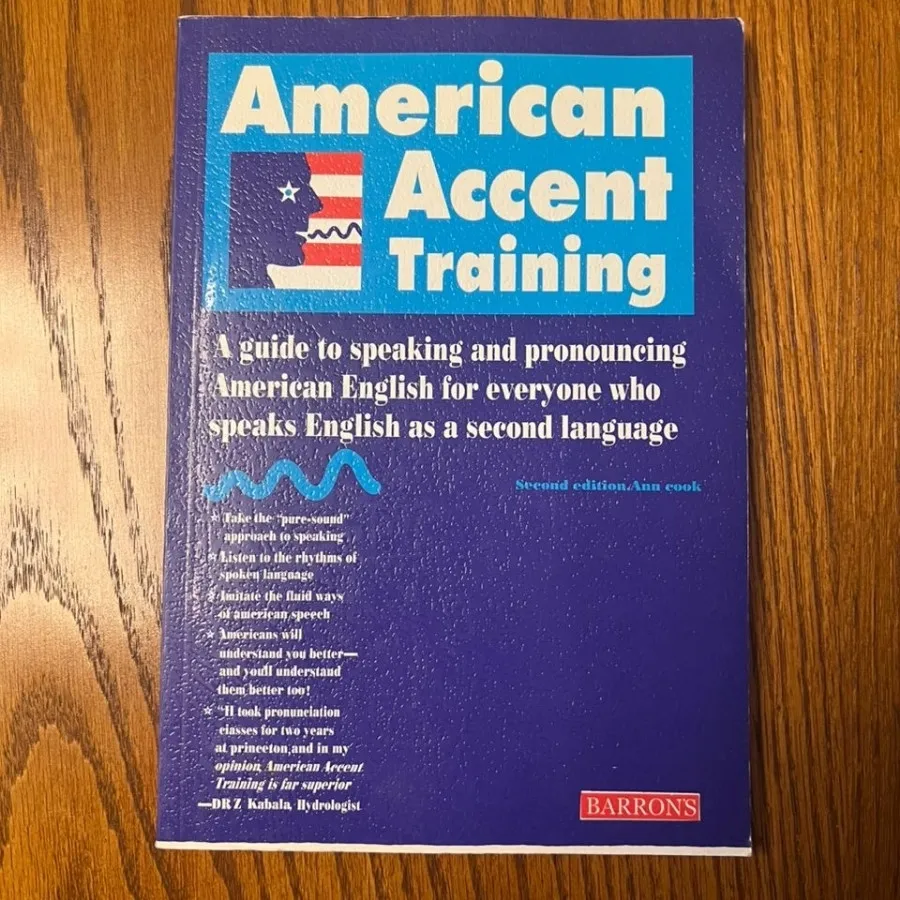 American
Accent
Training
A guide to speaking and pronouncing
American English for everyone who
speaks English as a second language
Second edition.Ann cook
Take the "pure-sound"
approach to speaking
Listen to the rhythms of
spoken language
Imitate the fluid ways
of american speech
Americans will
understand you better—
and youll understand
them better too!
"II took pronunciation
classes for two years
at princeton,and in my
opinion, American Accent
Training is far superior
—DR Z Kabala, Hydrologist
BARRON'S